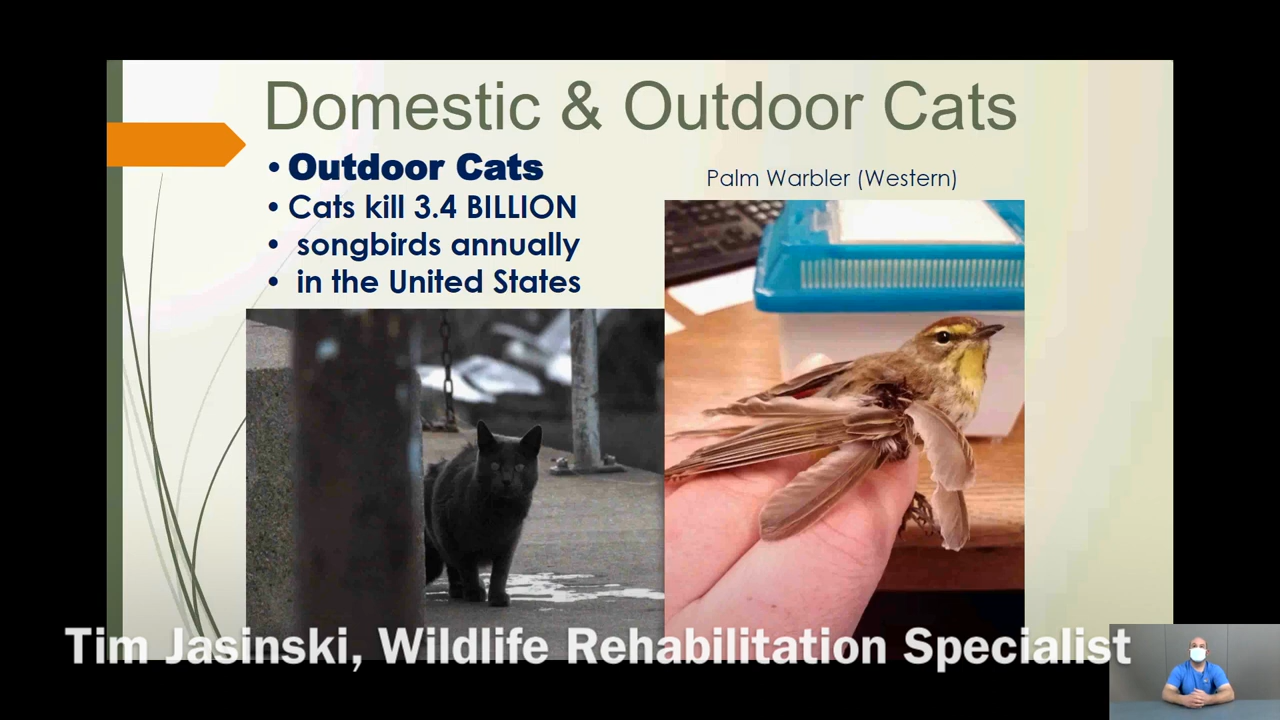 Domestic & Outdoor Cats
• Outdoor Cats
• Cats kill 3.4 BILLION
• songbirds annually
• in the United States
Palm Warbler (Western)
Tim Jasinski, Wildlife Rehabilitation Specialist